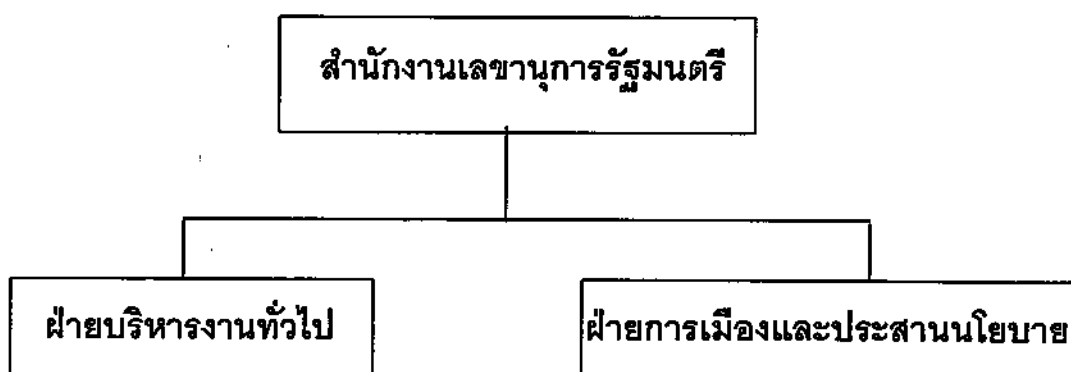 สำนักงานเลขานุการรัฐมนตรี
ฝ่ายบริหารงานทั่วไป
ฝ่ายการเมืองและประสานนโยบาย